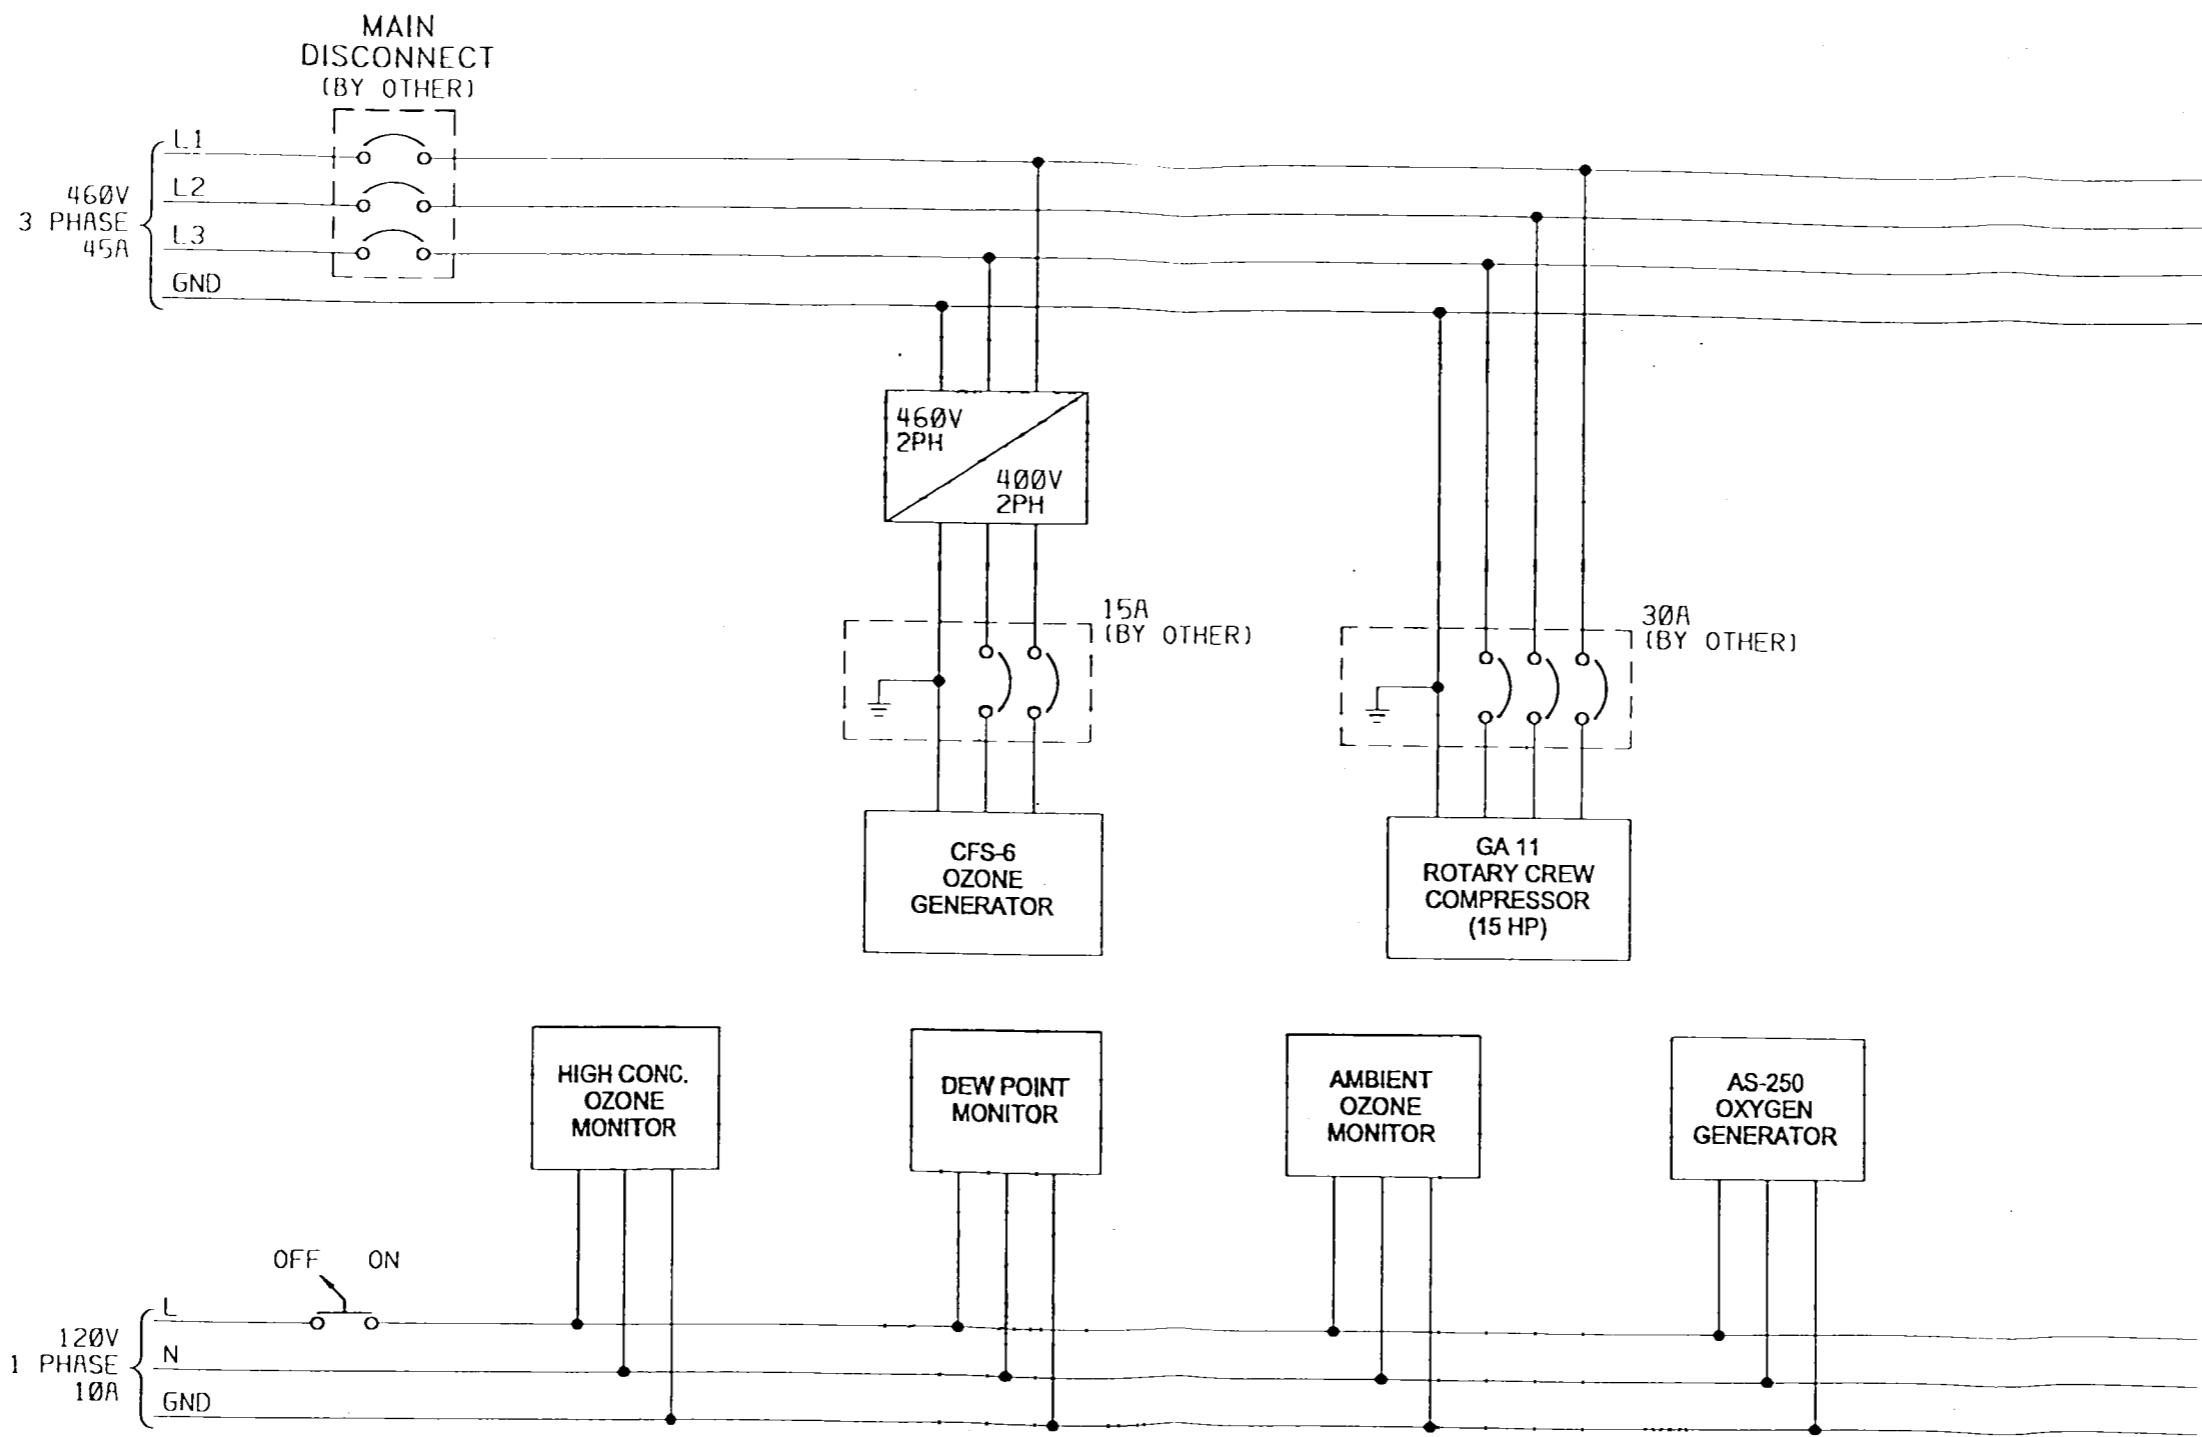 MAIN
DISCONNECT
(BY OTHER)
L1
L2
L3
GND
460V
3 PHASE
45A
460V
2PH
400V
2PH
15A
(BY OTHER)
30A
(BY OTHER)
CFS-6
OZONE
GENERATOR
GA 11
ROTARY CREW
COMPRESSOR
(15 HP)
HIGH CONC.
OZONE
MONITOR
DEW POINT
MONITOR
AMBIENT
OZONE
MONITOR
AS-250
OXYGEN
GENERATOR
OFF ON
L
N
GND
120V
1 PHASE
10A